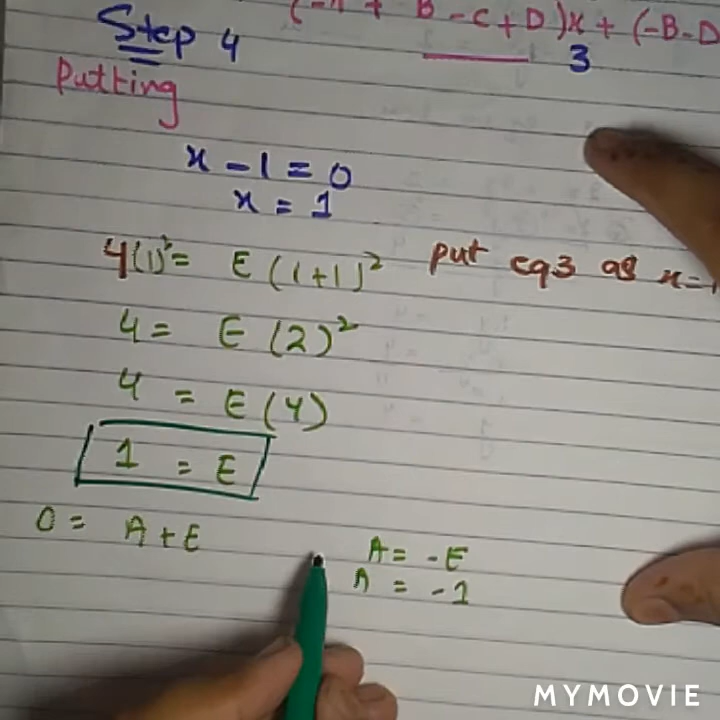 B - C + D)x + (-B - D
Step 4
3
Putting
x - 1 = 0
x = 1
4(1)² = E(1+1)² put eq3 as x=
4 = E(2)²
4 = E(4)
1 = E
0 = A + E
A = -E
A = -1
MYMOVIE